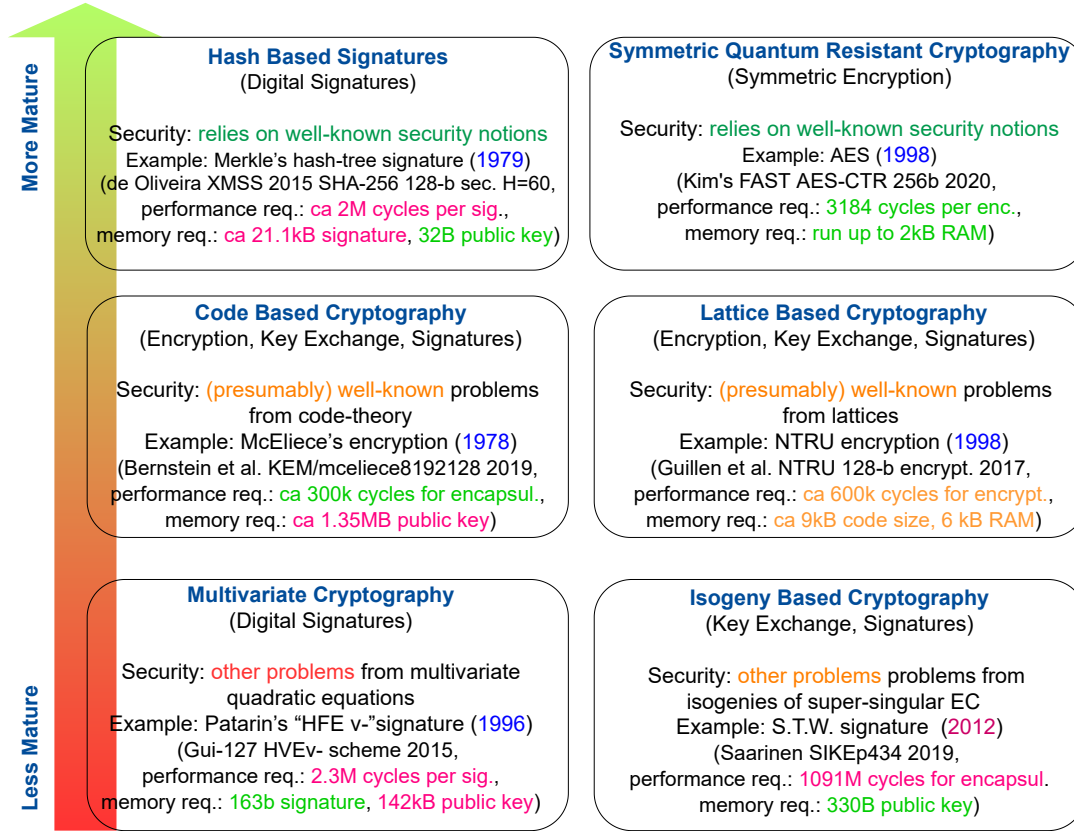 More Mature
Less Mature
Hash Based Signatures
(Digital Signatures)
Security: relies on well-known security notions
Example: Merkle's hash-tree signature (1979)
(de Oliveira XMSS 2015 SHA-256 128-b sec. H=60,
performance req.: ca 2M cycles per sig.,
memory req.: ca 21.1kB signature, 32B public key)
Symmetric Quantum Resistant Cryptography
(Symmetric Encryption)
Security: relies on well-known security notions
Example: AES (1998)
(Kim's FAST AES-CTR 256b 2020,
performance req.: 3184 cycles per enc.,
memory req.: run up to 2kB RAM)
Code Based Cryptography
(Encryption, Key Exchange, Signatures)
Security: (presumably) well-known problems
from code-theory
Example: McEliece's encryption (1978)
(Bernstein et al. KEM/mceliece8192128 2019,
performance req.: ca 300k cycles for encapsul.,
memory req.: ca 1.35MB public key)
Lattice Based Cryptography
(Encryption, Key Exchange, Signatures)
Security: (presumably) well-known problems
from lattices
Example: NTRU encryption (1998)
(Guillen et al. NTRU 128-b encrypt. 2017,
performance req.: ca 600k cycles for encrypt.,
memory req.: ca 9kB code size, 6 kB RAM)
Multivariate Cryptography
(Digital Signatures)
Security: other problems from multivariate
quadratic equations
Example: Patarin's “HFE v-”signature (1996)
(Gui-127 HVEv- scheme 2015,
performance req.: 2.3M cycles per sig.,
memory req.: 163b signature, 142kB public key)
Isogeny Based Cryptography
(Key Exchange, Signatures)
Security: other problems problems from
isogenies of super-singular EC
Example: S.T.W. signature (2012)
(Saarinen SIKEp434 2019,
performance req.: 1091M cycles for encapsul.
memory req.: 330B public key)